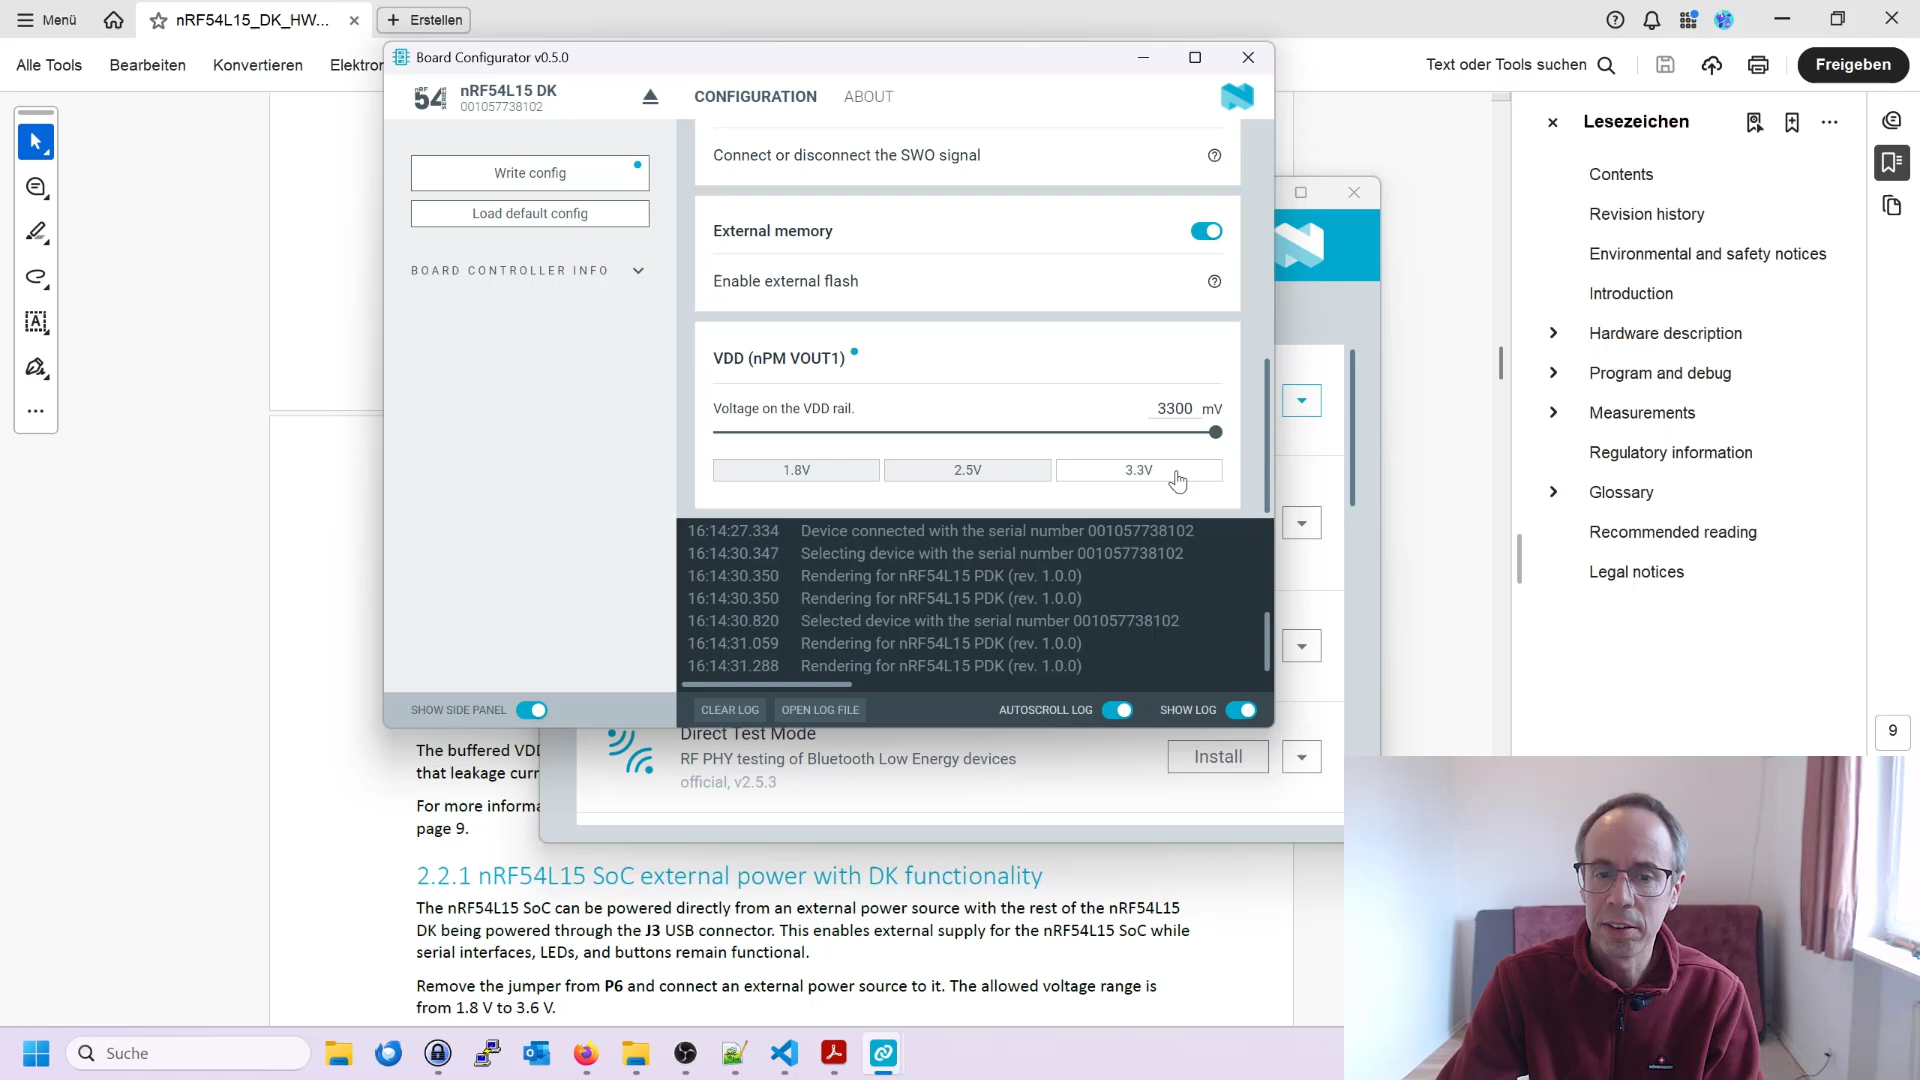 Menü
nRF54L15_DK_HW...
Erstellen
Alle Tools
Bearbeiten
Konvertieren
Elektror
Text oder Tools suchen
Freigeben
Board Configurator v0.5.0
nRF54L15 DK
001057738102
CONFIGURATION
ABOUT
Write config
Load default config
BOARD CONTROLLER INFO
Connect or disconnect the SWO signal
External memory
Enable external flash
VDD (nPM VOUT1)
Voltage on the VDD rail.
3300 mV
1.8V
2.5V
3.3V
16:14:27.334 Device connected with the serial number 001057738102
16:14:30.347 Selecting device with the serial number 001057738102
16:14:30.350 Rendering for nRF54L15 PDK (rev. 1.0.0)
16:14:30.350 Rendering for nRF54L15 PDK (rev. 1.0.0)
16:14:30.820 Selected device with the serial number 001057738102
16:14:31.059 Rendering for nRF54L15 PDK (rev. 1.0.0)
16:14:31.288 Rendering for nRF54L15 PDK (rev. 1.0.0)
SHOW SIDE PANEL
CLEAR LOG
OPEN LOG FILE
AUTOSCROLL LOG
SHOW LOG
Direct Test Mode
RF PHY testing of Bluetooth Low Energy devices
official, v2.5.3
Install
The buffered VDD
that leakage curr
For more informa
page 9.
2.2.1 nRF54L15 SoC external power with DK functionality
The nRF54L15 SoC can be powered directly from an external power source with the rest of the nRF54L15
DK being powered through the J3 USB connector. This enables external supply for the nRF54L15 SoC while
serial interfaces, LEDs, and buttons remain functional.
Remove the jumper from P6 and connect an external power source to it. The allowed voltage range is
from 1.8 V to 3.6 V.
Lesezeichen
Contents
Revision history
Environmental and safety notices
Introduction
Hardware description
Program and debug
Measurements
Regulatory information
Glossary
Recommended reading
Legal notices
9
Suche